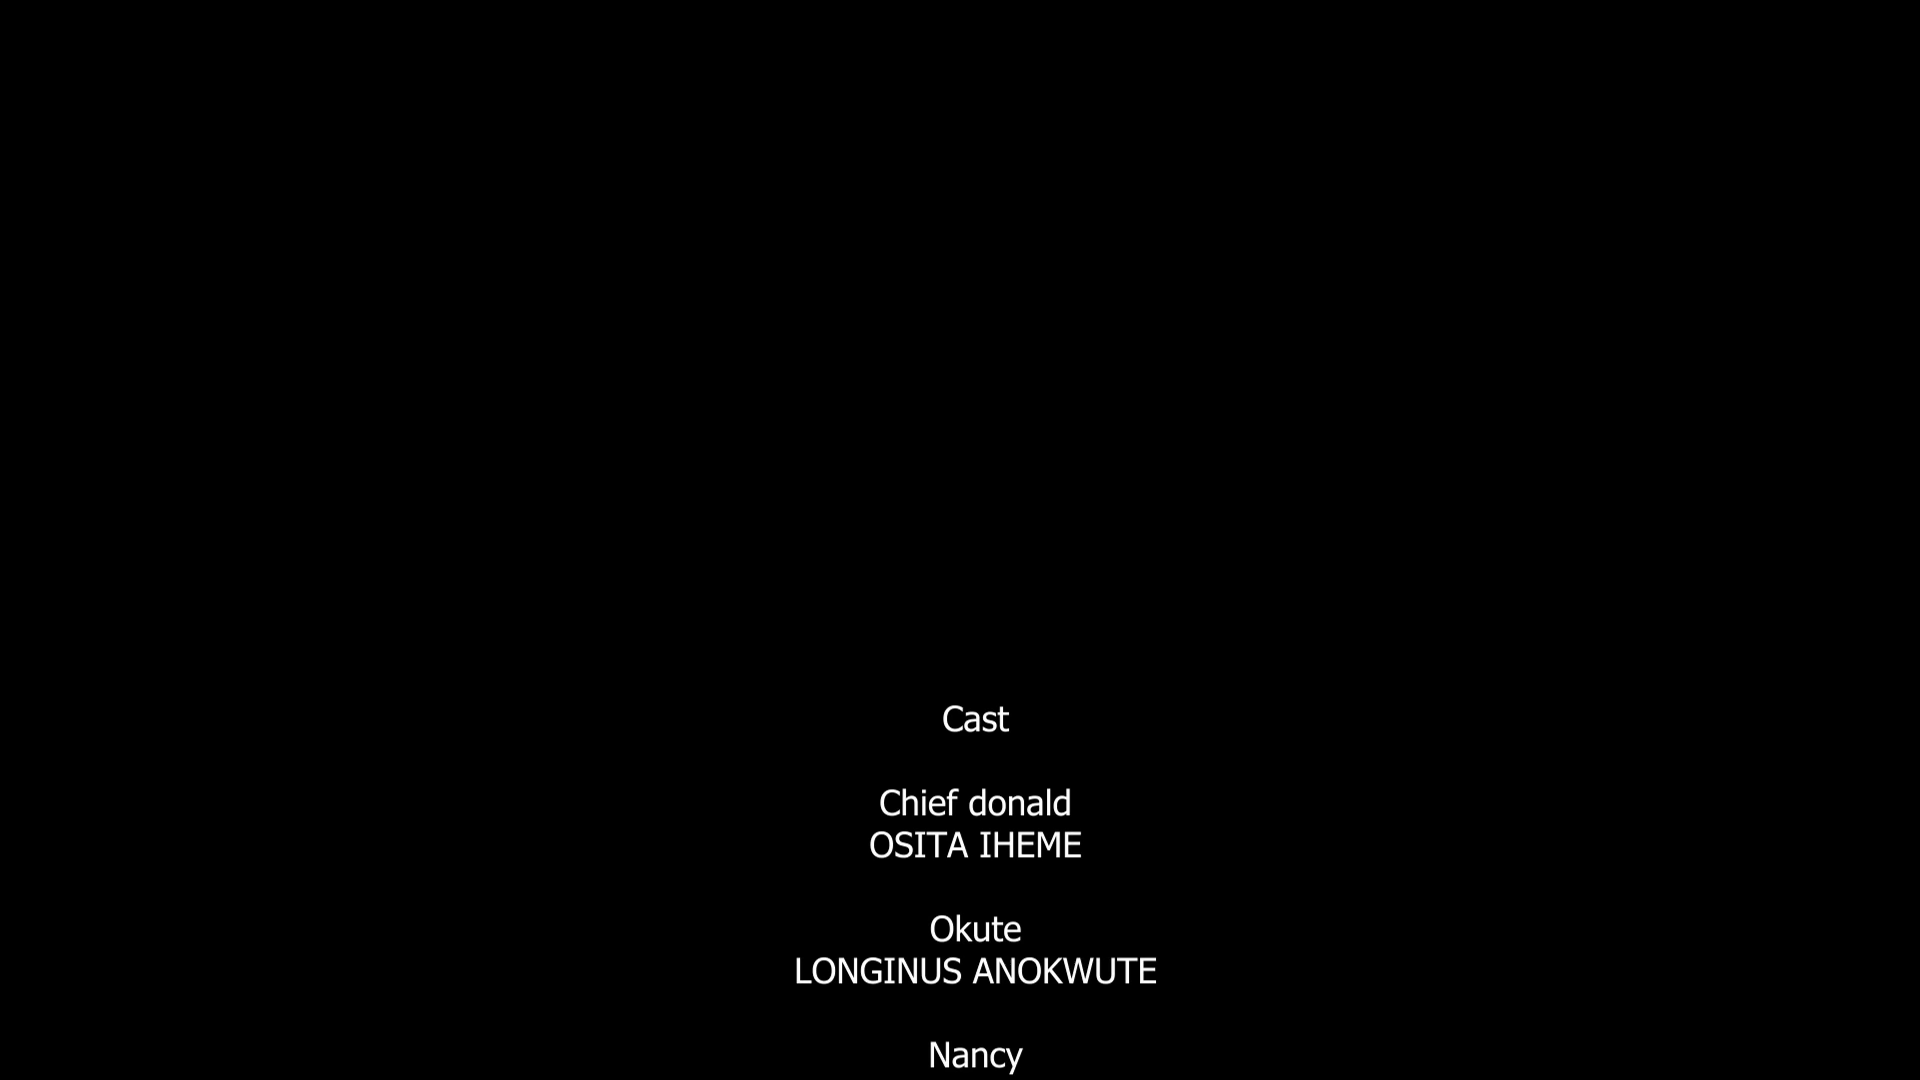 Cast
Chief donald
OSITA IHEME
Okute
LONGINUS ANOKWUTE
Nancy